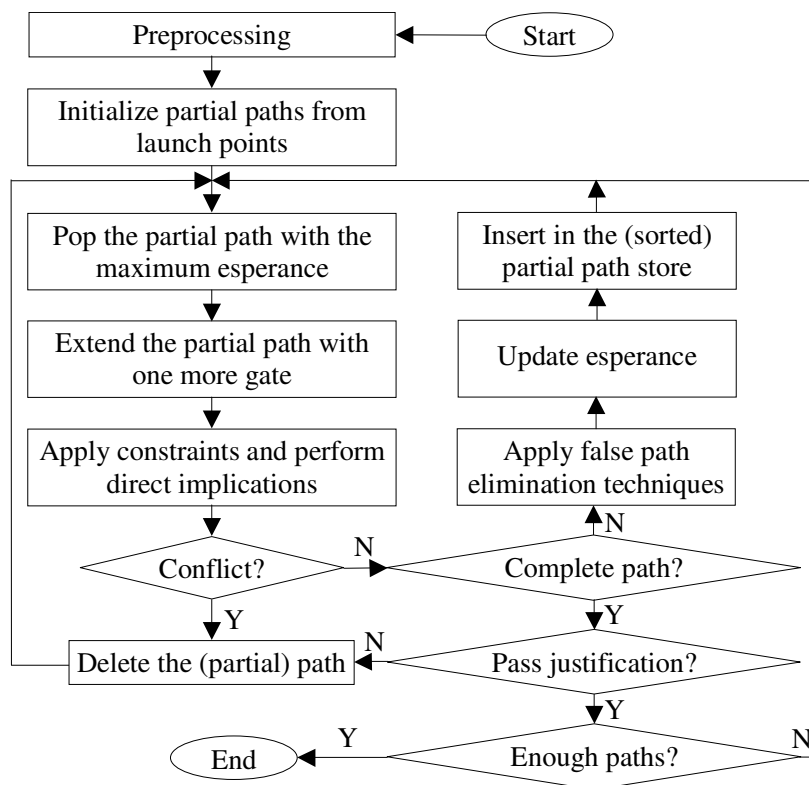 Preprocessing
Start
Initialize partial paths from
launch points
Pop the partial path with the
maximum esperance
Insert in the (sorted)
partial path store
Extend the partial path with
one more gate
Update esperance
Apply constraints and perform
direct implications
Apply false path
elimination techniques
N
N
Conflict?
Complete path?
Y
Y
N
Delete the (partial) path
Pass justification?
Y
Y
N
End
Enough paths?